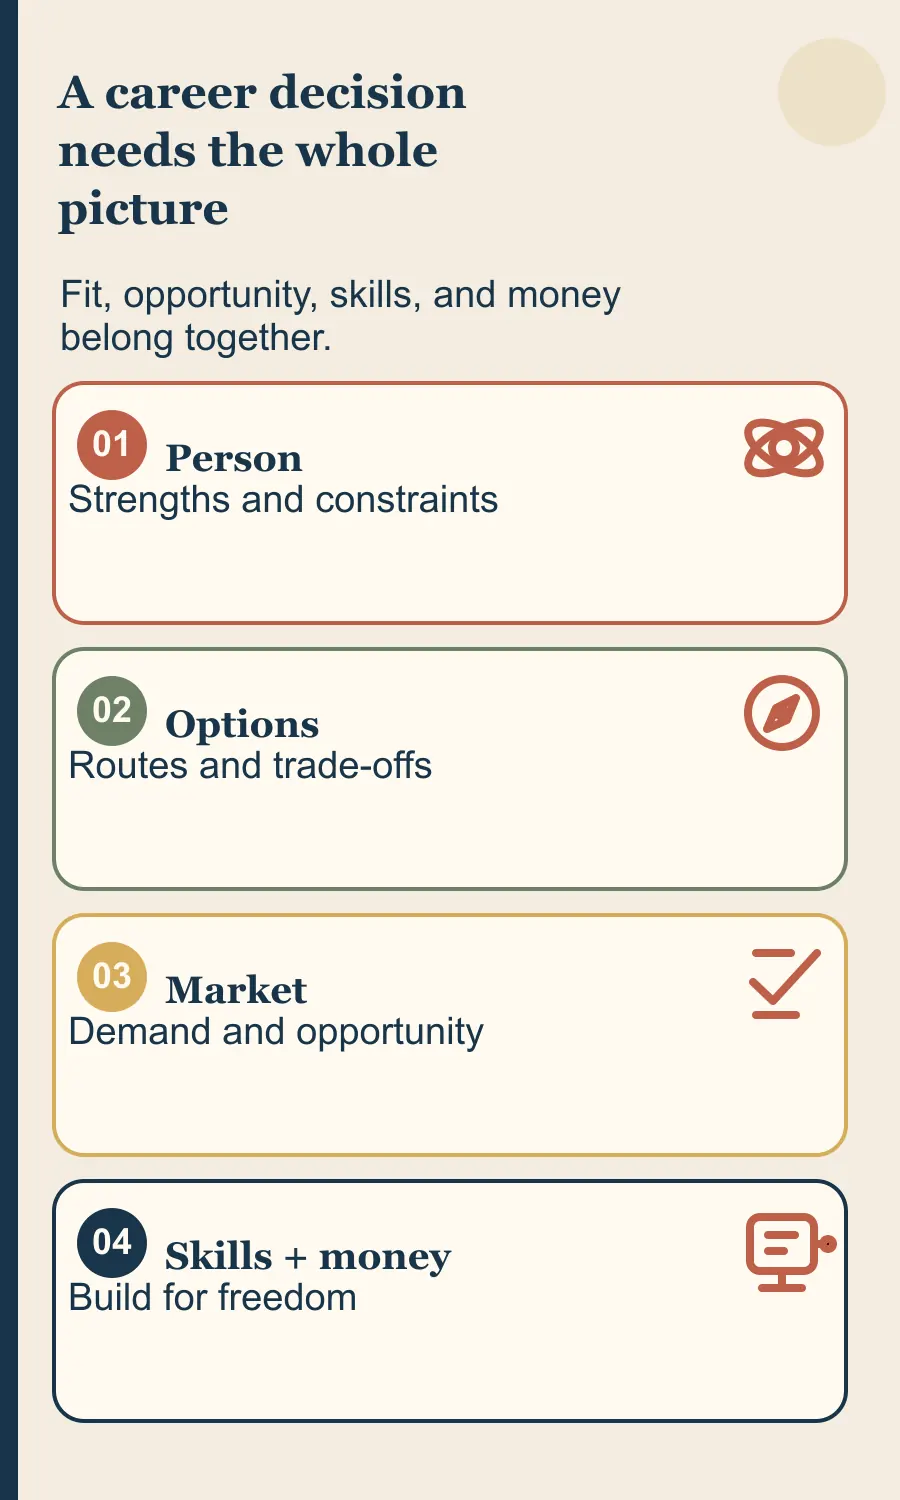 A career decision
needs the whole
picture
Fit, opportunity, skills, and money
belong together.
01
Person
Strengths and constraints
02
Options
Routes and trade-offs
03
Market
Demand and opportunity
04
Skills + money
Build for freedom